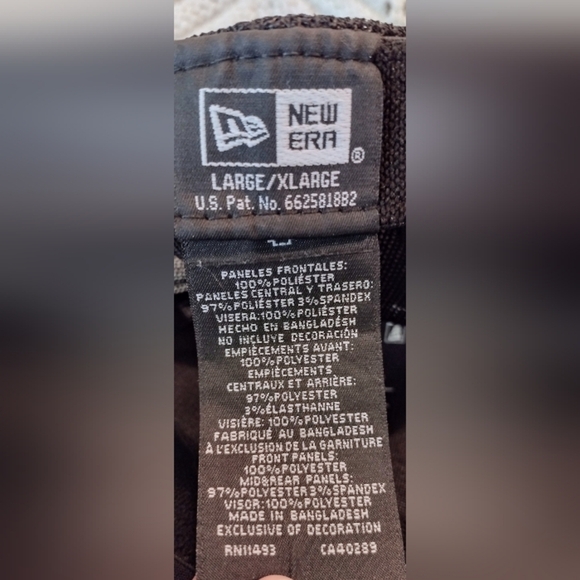 NEW
ERA®
LARGE/XLARGE
U.S. Pat. No. 6625818B2
PANELES FRONTALES:
100%POLIÉSTER
PANELES CENTRAL Y TRASERO:
97%POLIÉSTER 3%SPANDEX
VISERA:100%POLIÉSTER
HECHO EN BANGLADÉSH
NO INCLUYE DECORACIÓN
EMPIÈCEMENTS AVANT:
100%POLYESTER
EMPIÈCEMENTS
CENTRAUX ET ARRIÈRE:
97%POLYESTER
3%ÉLASTHANNE
VISIÈRE: 100%POLYESTER
FABRIQUÉ AU BANGLADESH
À L'EXCLUSION DE LA GARNITURE
FRONT PANELS:
100%POLYESTER
MID&REAR PANELS:
97%POLYESTER 3%SPANDEX
VISOR:100%POLYESTER
MADE IN BANGLADESH
EXCLUSIVE OF DECORATION
RN11493 CA40289